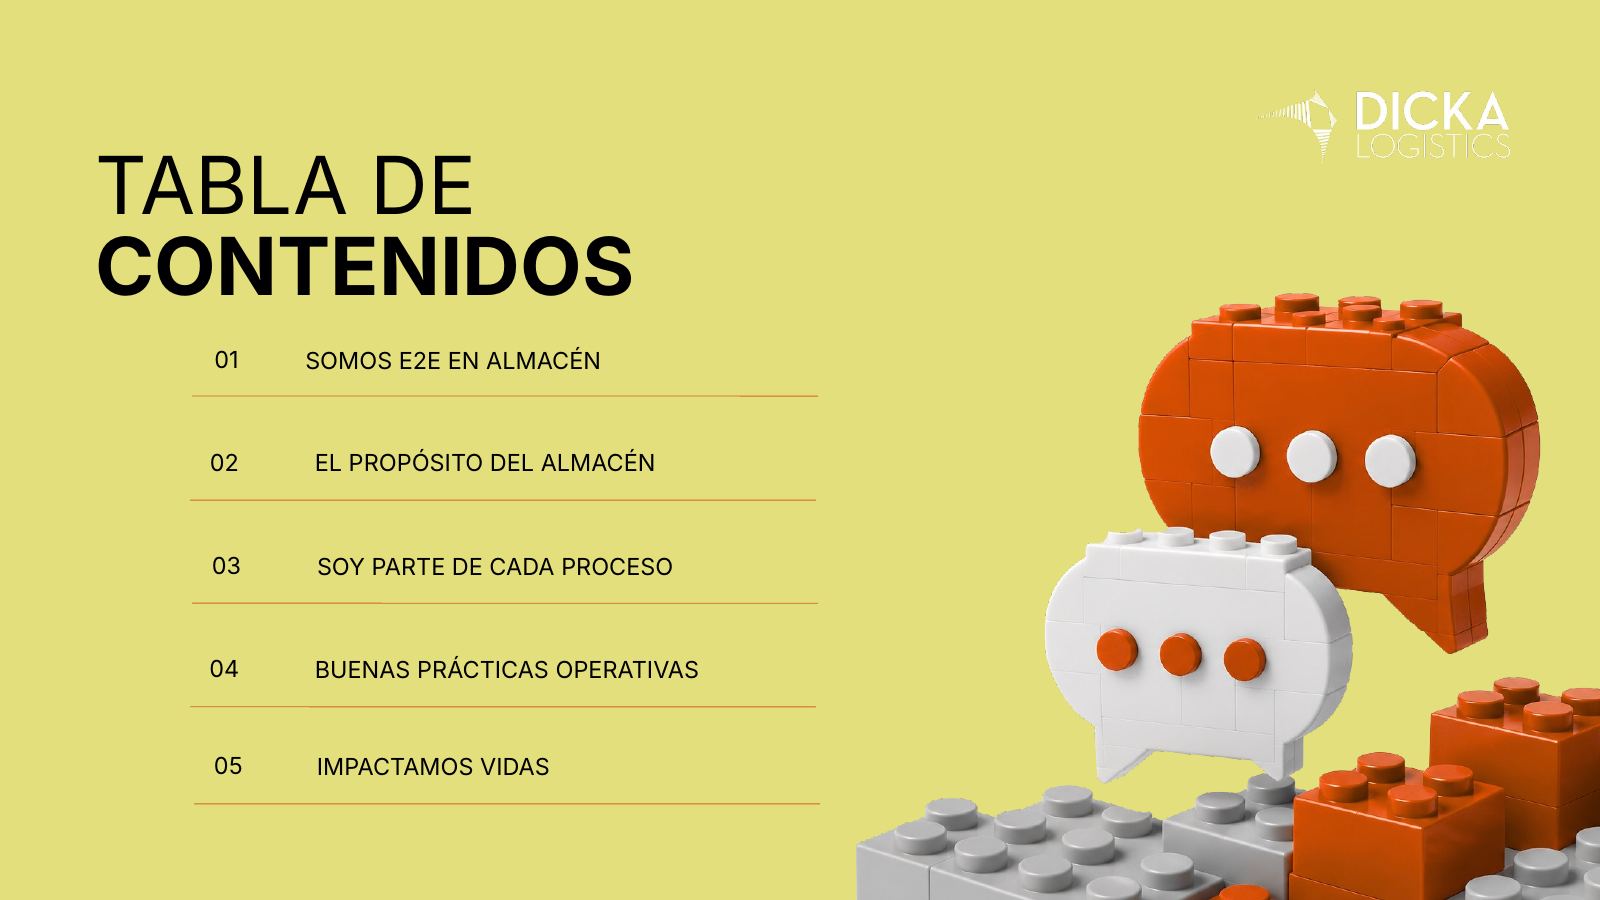 DICKA
LOGISTICS
TABLA DE
CONTENIDOS
01 SOMOS E2E EN ALMACÉN
02 EL PROPÓSITO DEL ALMACÉN
03 SOY PARTE DE CADA PROCESO
04 BUENAS PRÁCTICAS OPERATIVAS
05 IMPACTAMOS VIDAS